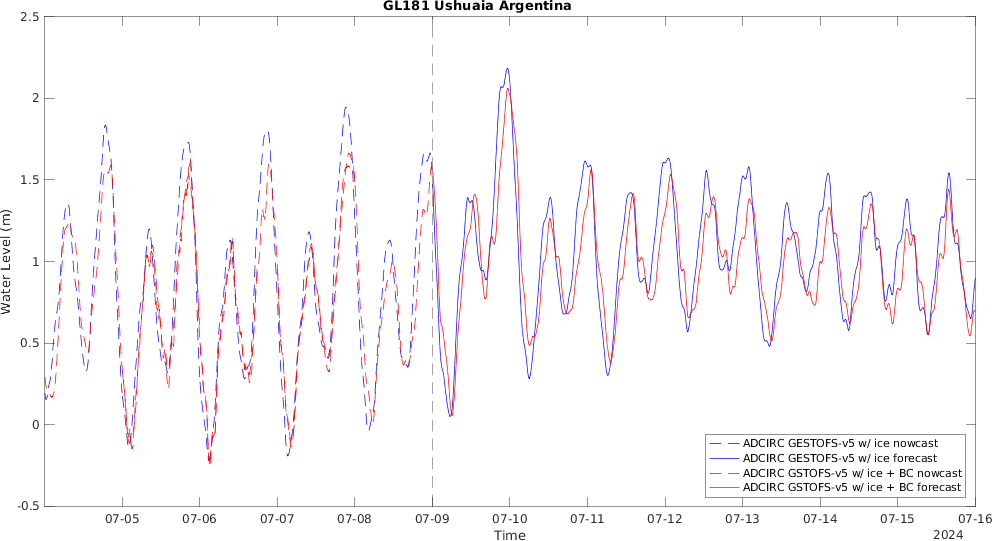 GL181 Ushuaia Argentina
2.5
2
1.5
1
0.5
0
-0.5
Water Level (m)
ADCIRC GESTOFS-v5 w/ ice nowcast
ADCIRC GESTOFS-v5 w/ ice forecast
ADCIRC GSTOFS-v5 w/ ice + BC nowcast
ADCIRC GSTOFS-v5 w/ ice + BC forecast
07-05 07-06 07-07 07-08 07-09 07-10 07-11 07-12 07-13 07-14 07-15 07-16
Time
2024